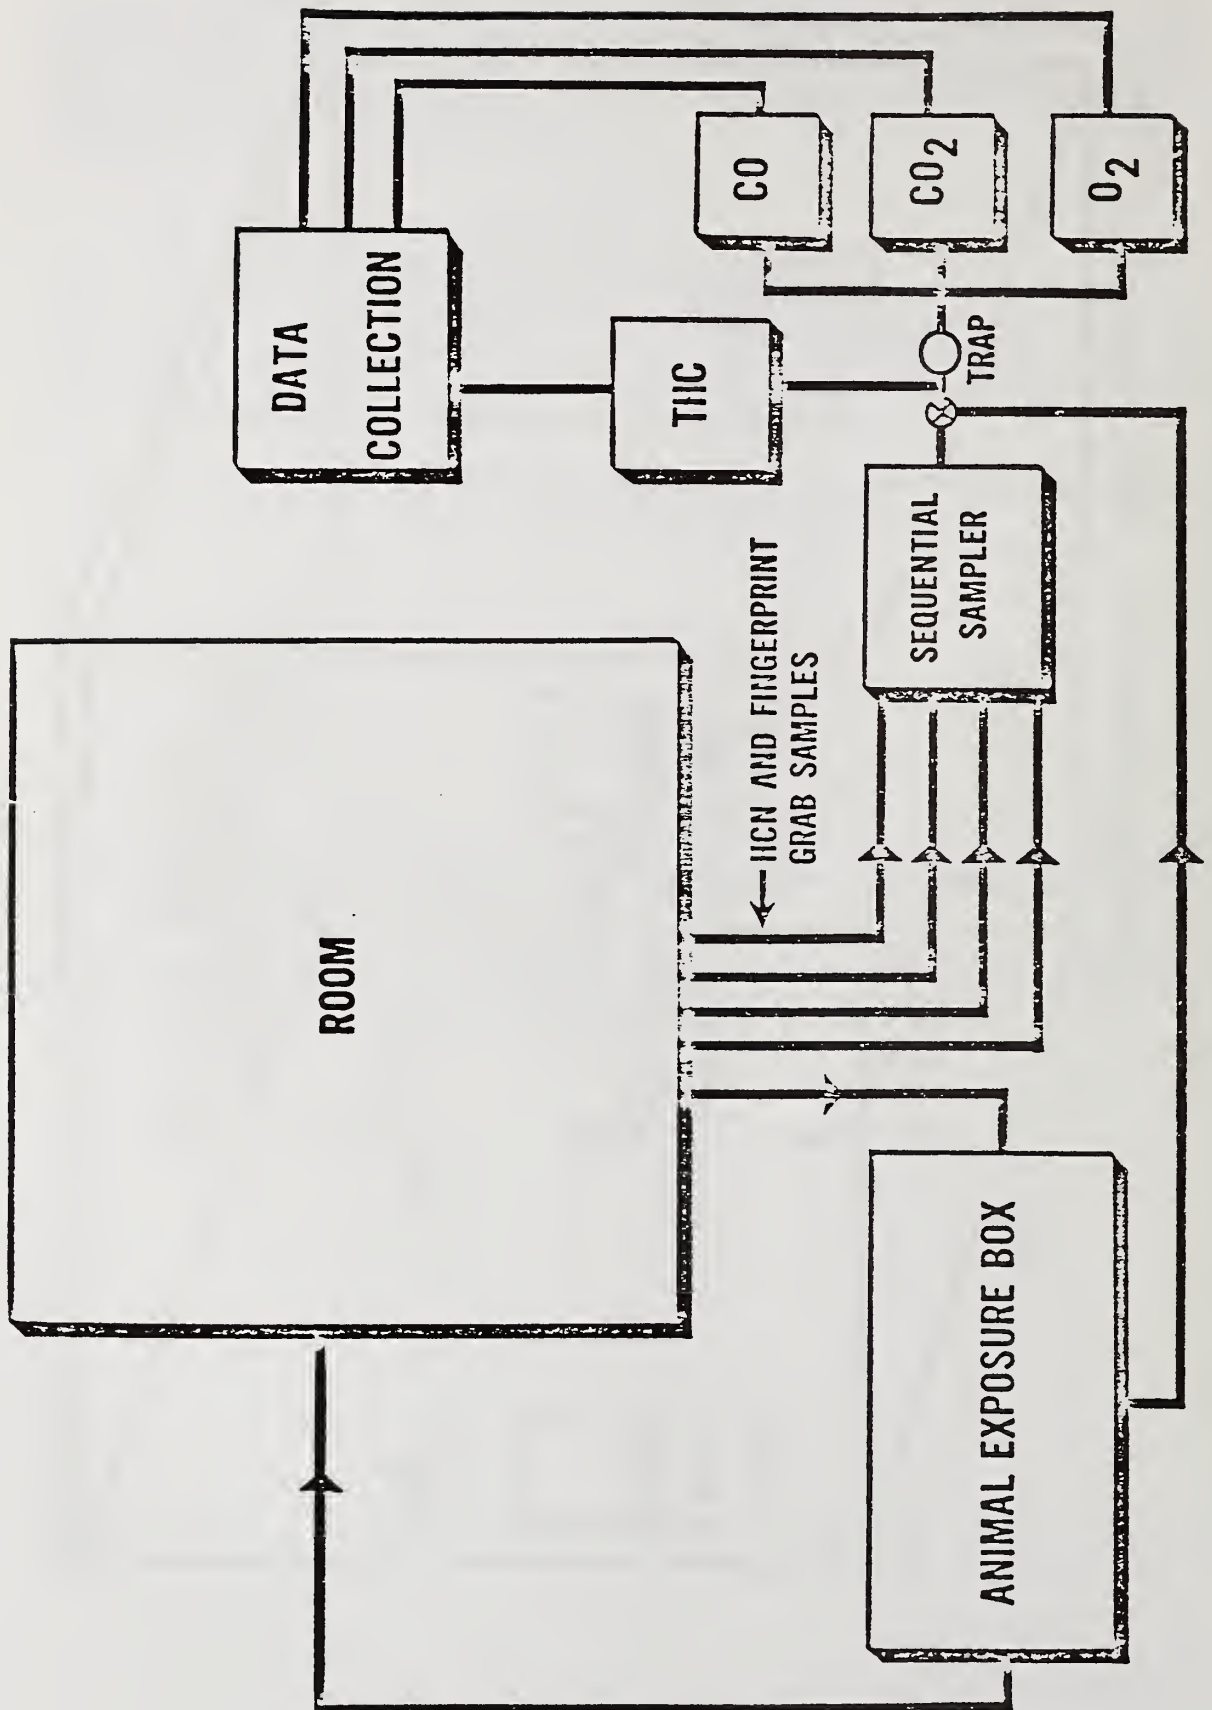 DATA
COLLECTION
CO
CO2
O2
THC
TRAP
ROOM
HCN AND FINGERPRINT
GRAB SAMPLES
SEQUENTIAL
SAMPLER
ANIMAL EXPOSURE BOX